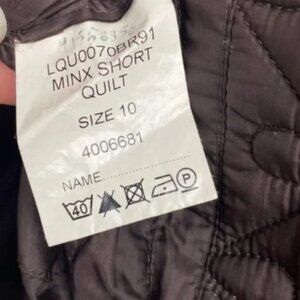 LQU0070BR91
MINX SHORT
QUILT
SIZE 10
4006681
NAME
40
P